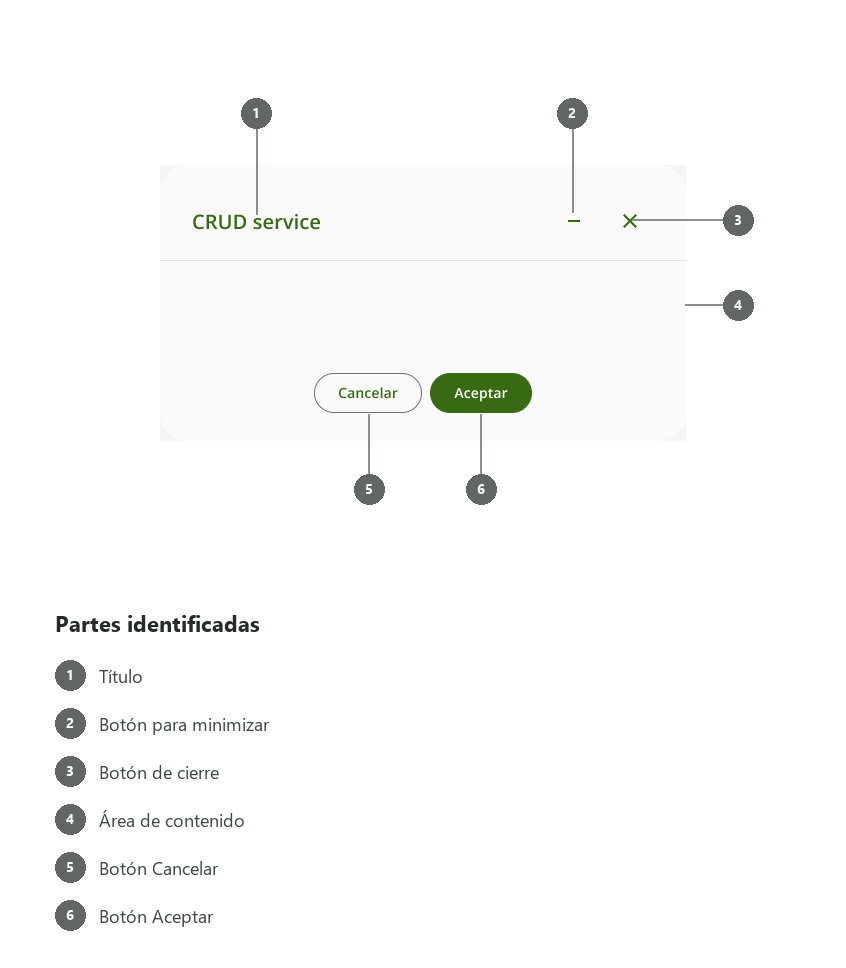 1
2
CRUD service
3
4
Cancelar
Aceptar
5
6
Partes identificadas
1 Título
2 Botón para minimizar
3 Botón de cierre
4 Área de contenido
5 Botón Cancelar
6 Botón Aceptar